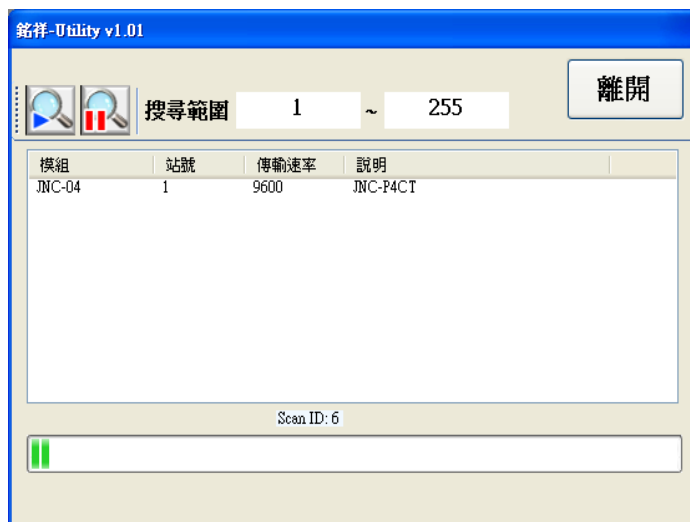 銘祥-Utility v1.01
搜尋範圍 1 ~ 255 離開
模組 站號 傳輸速率 説明
JNC-04 1 9600 JNC-P4CT
Scan ID: 6